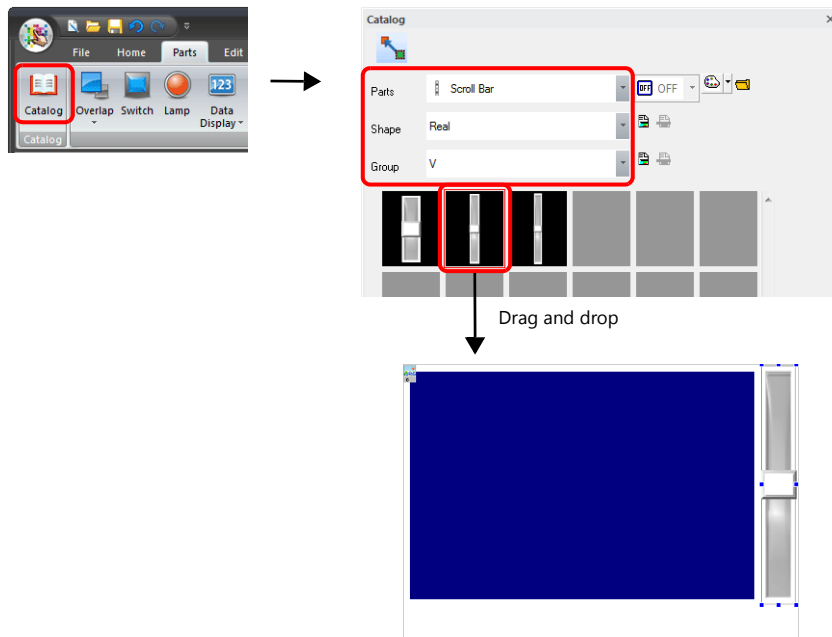 File Home Parts Edit
Catalog Overlap Switch Lamp Data Display
Catalog
Catalog
Parts Scroll Bar OFF OFF
Shape Real
Group V
Drag and drop